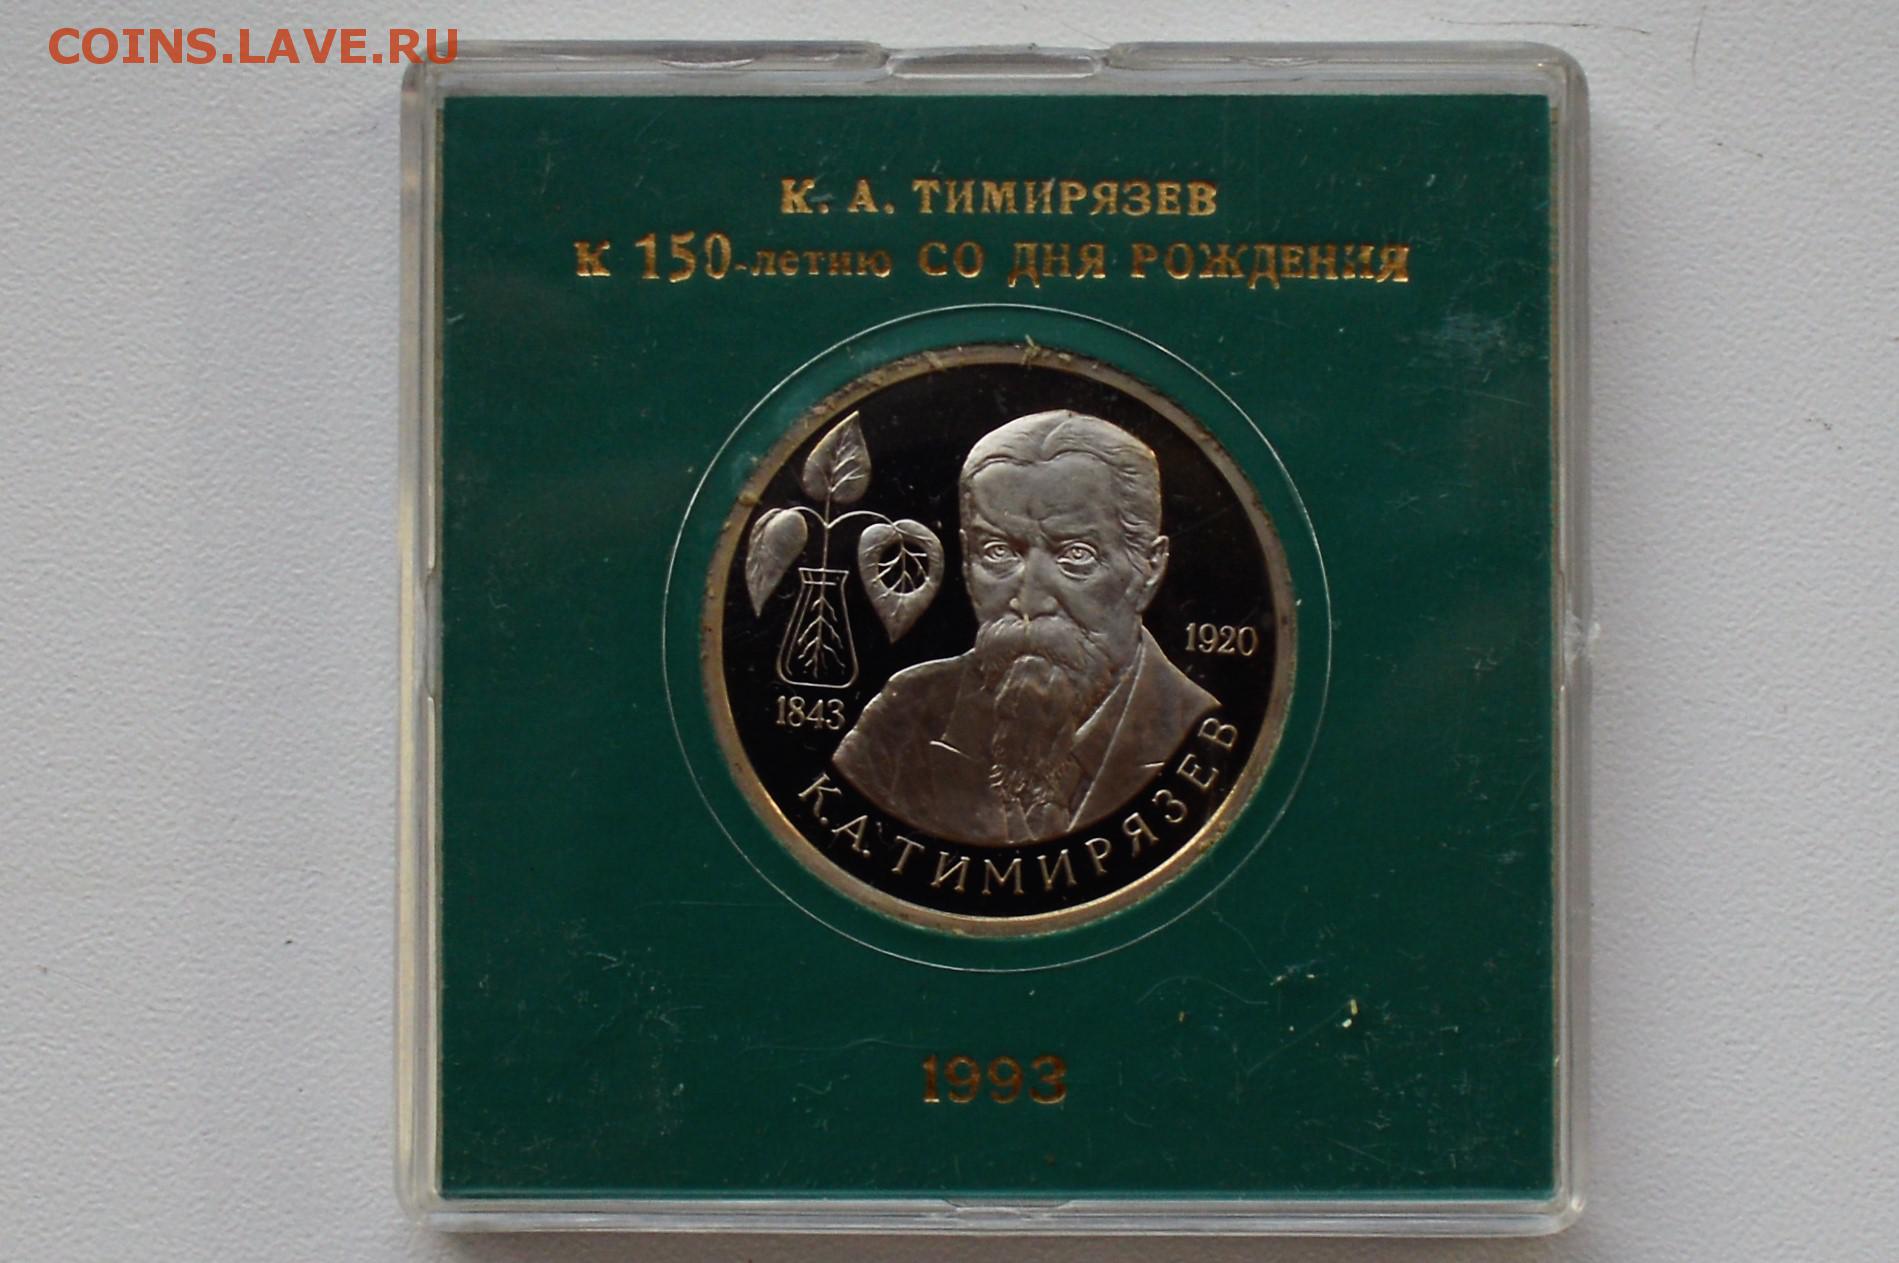 COINS.LAVE.RU
К. А. ТИМИРЯЗЕВ
К 150-летию СО ДНЯ РОЖДЕНИЯ
1920
1843
К.А.ТИМИРЯЗЕВ
1993